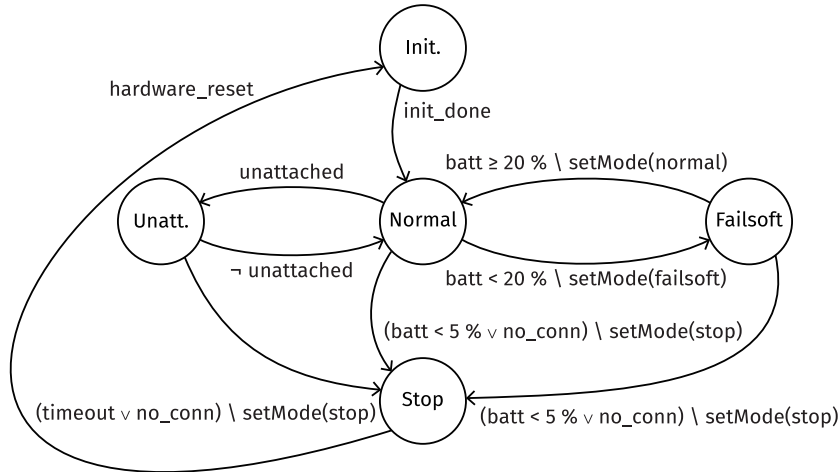 Init.
hardware_reset
init_done
unattached
batt ≥ 20 % \ setMode(normal)
Unatt.
Normal
Failsoft
¬ unattached
batt < 20 % \ setMode(failsoft)
(batt < 5 % ∨ no_conn) \ setMode(stop)
Stop
(timeout ∨ no_conn) \ setMode(stop)
(batt < 5 % ∨ no_conn) \ setMode(stop)